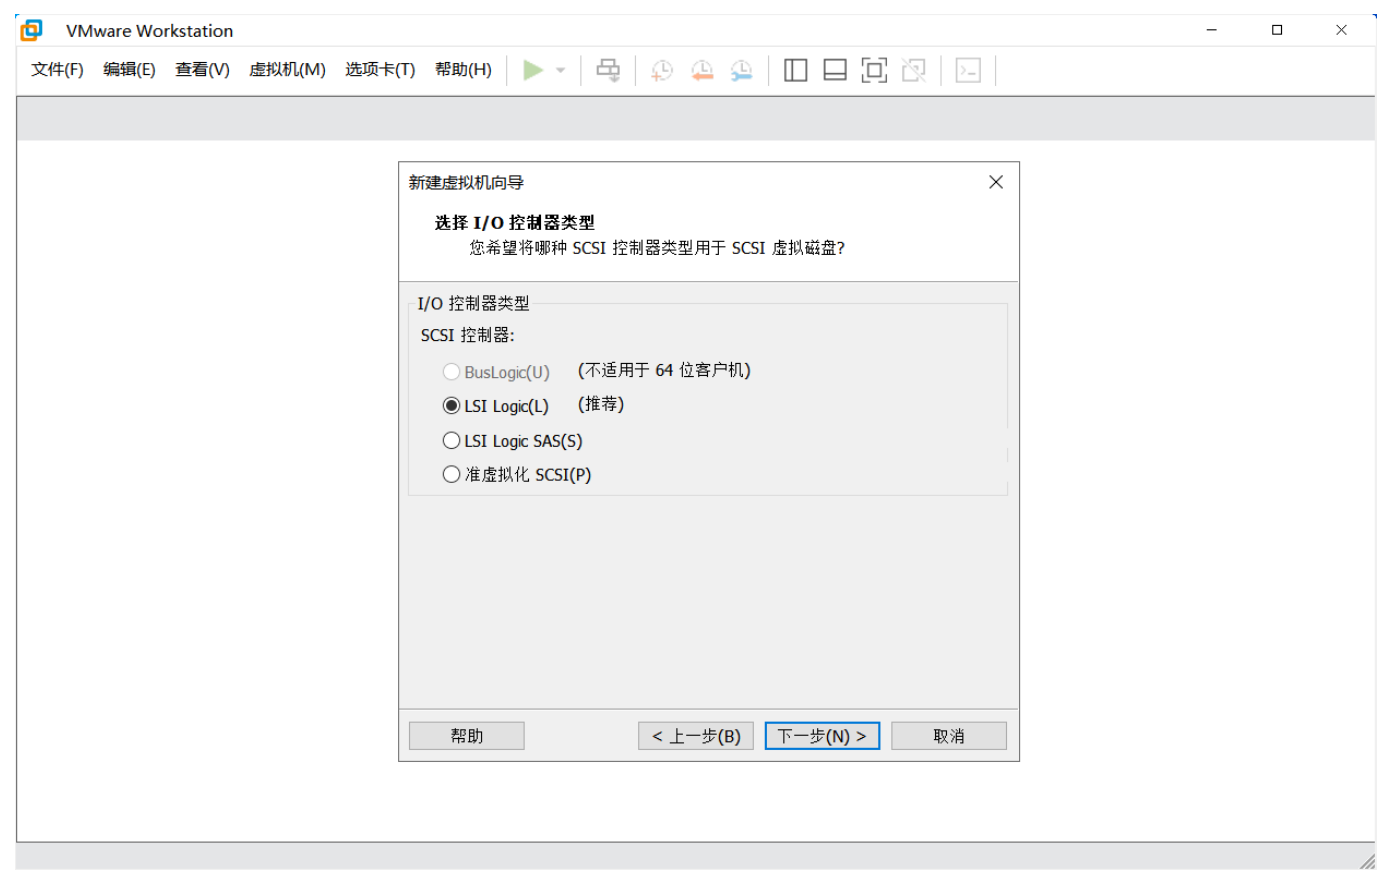 VMware Workstation
文件(F) 编辑(E) 查看(V) 虚拟机(M) 选项卡(T) 帮助(H)
新建虚拟机向导
选择 I/O 控制器类型
您希望将哪种 SCSI 控制器类型用于 SCSI 虚拟磁盘?
I/O 控制器类型
SCSI 控制器:
BusLogic(U) (不适用于 64 位客户机)
LSI Logic(L) (推荐)
LSI Logic SAS(S)
准虚拟化 SCSI(P)
帮助 < 上一步(B) 下一步(N) > 取消